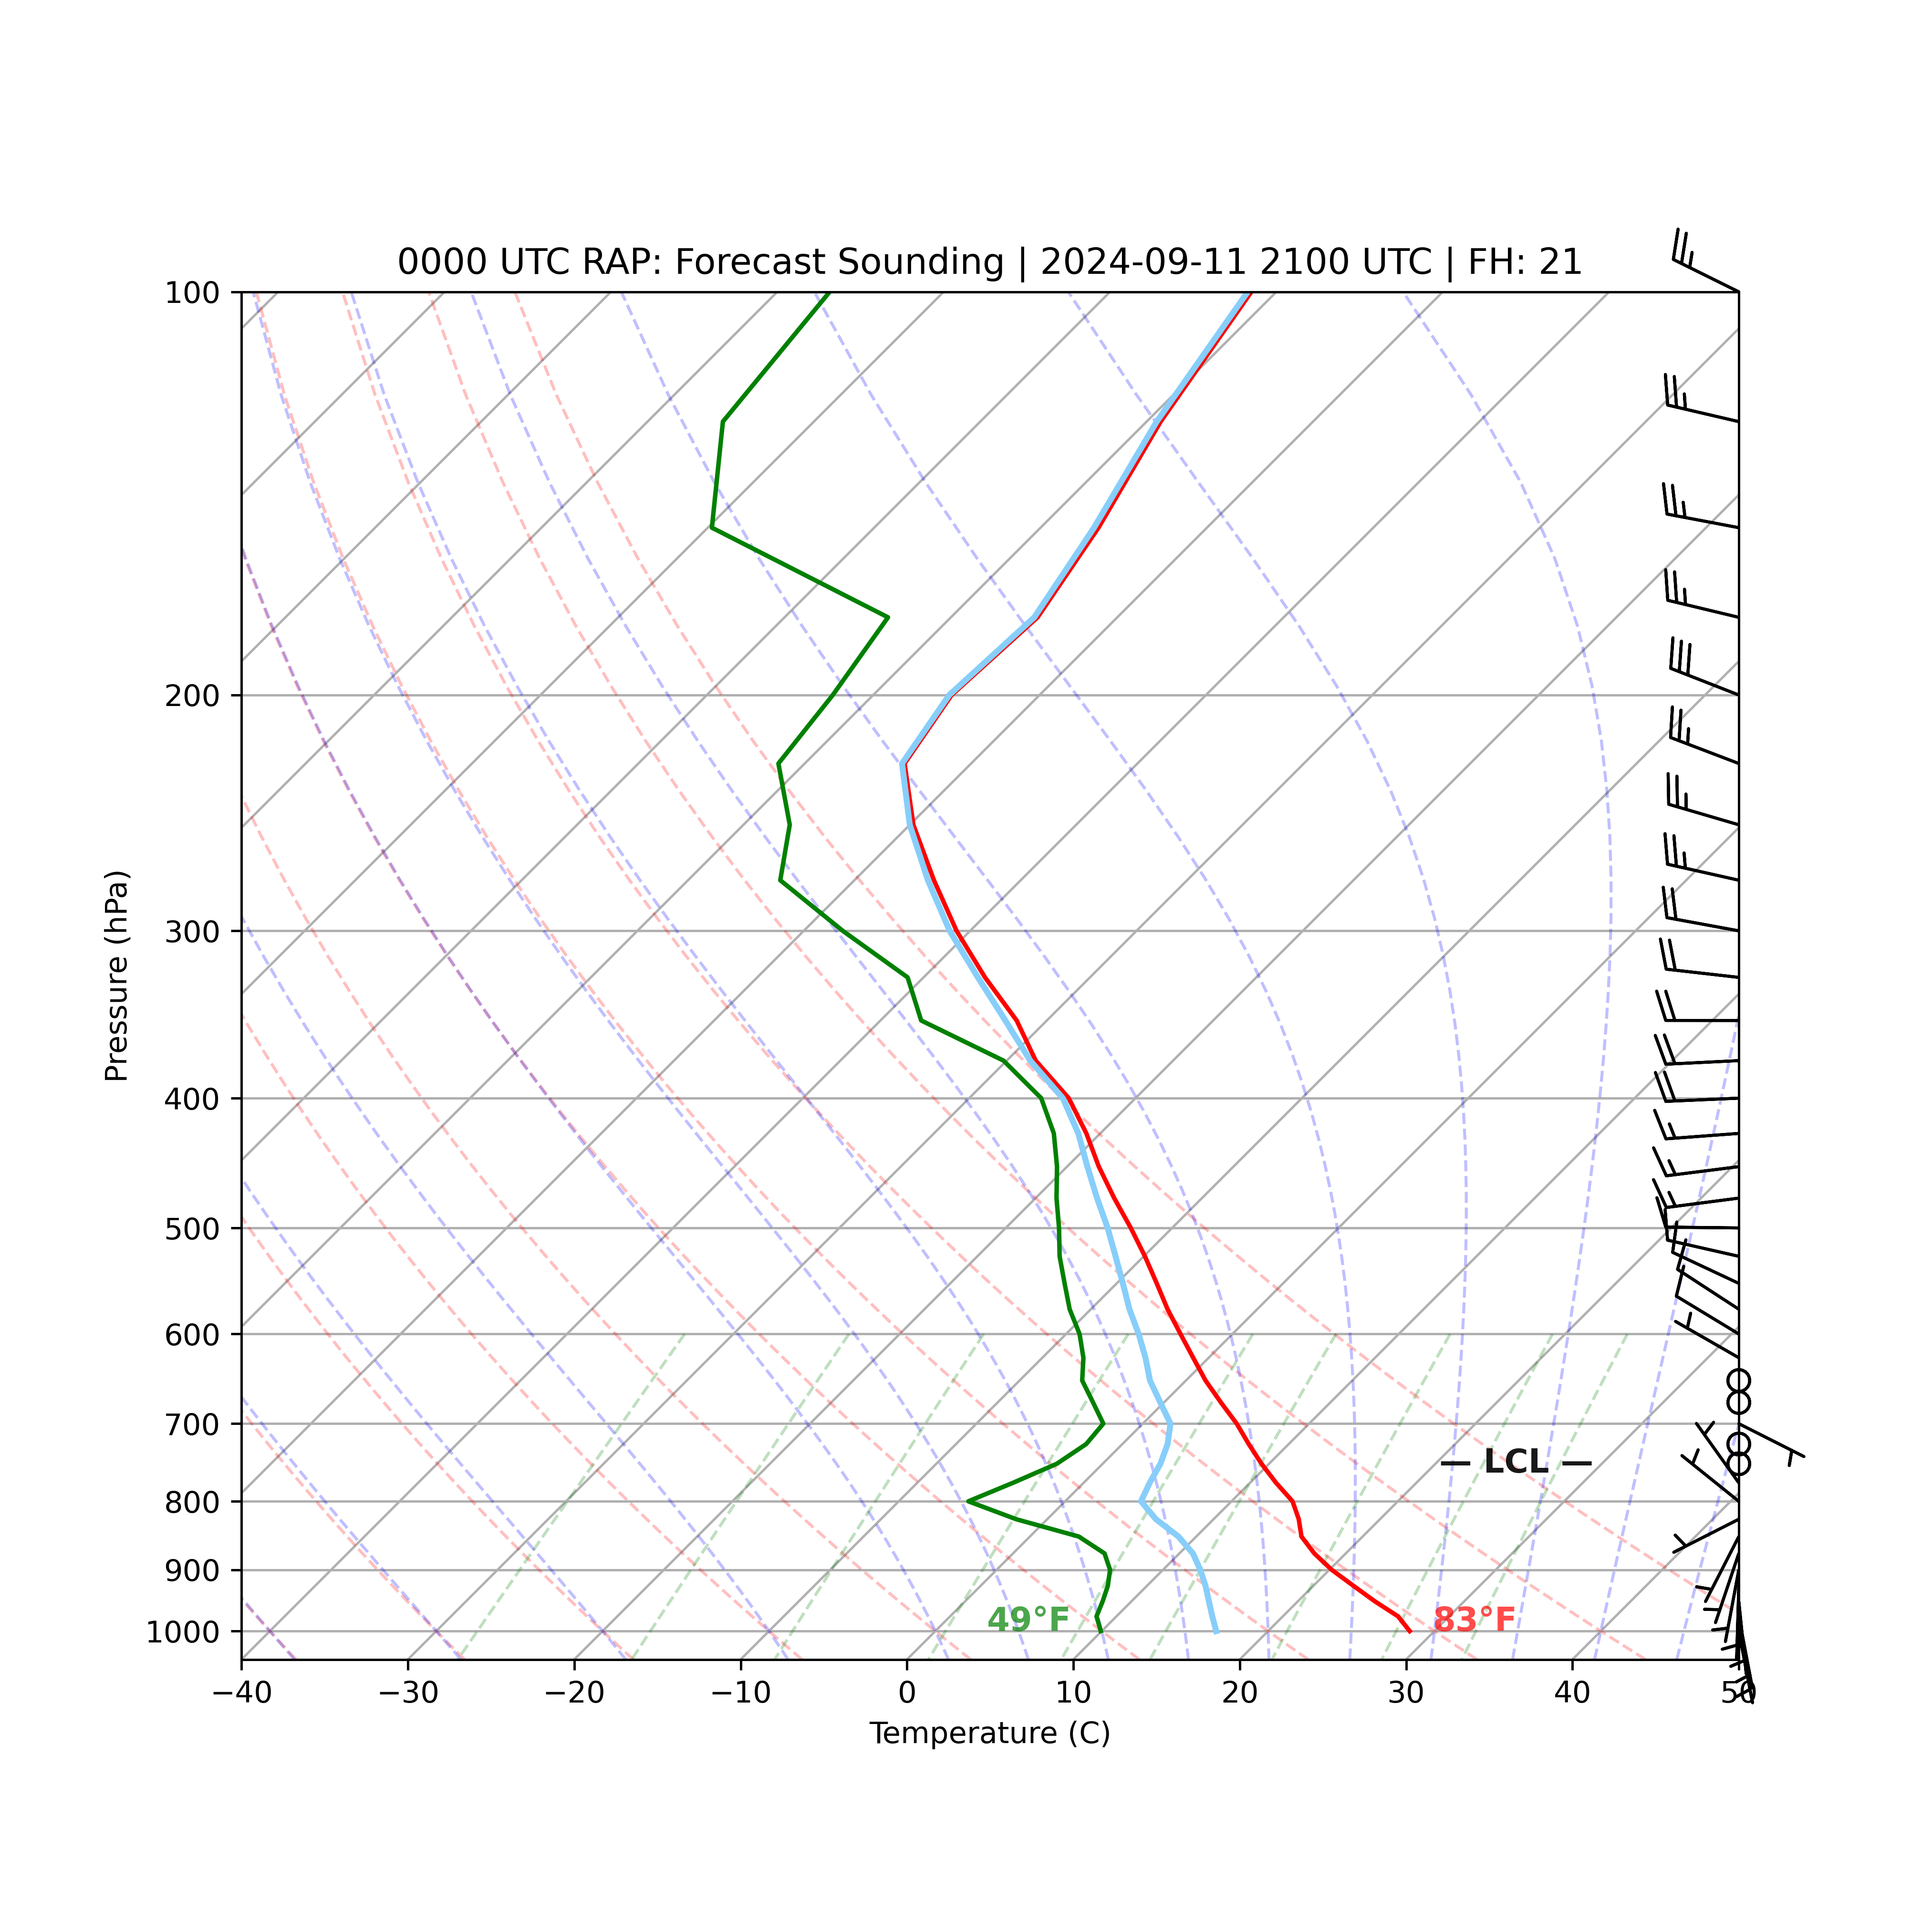 0000 UTC RAP: Forecast Sounding | 2024-09-11 2100 UTC | FH: 21
100
200
300
400
500
600
700
800
900
1000
Pressure (hPa)
— LCL —
49°F
83°F
−40 −30 −20 −10 0 10 20 30 40 50
Temperature (C)